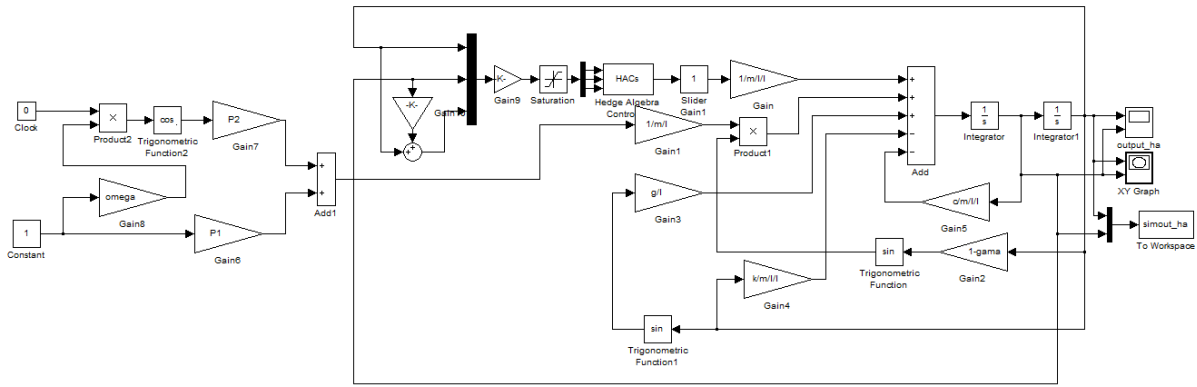 0
Clock
×
Product2
cos
Trigonometric
Function2
P2
Gain7
omega
Gain8
1
Constant
P1
Gain6
+
+
Add1
-K-
+
+
K-
Gain9
Saturation
HACs
Hedge Algebra
1
Slider
Gain1
1/m/l/l
Gain
1/m/l
Gain1
×
Product1
g/l
Gain3
k/m/l/l
Gain4
sin
Trigonometric
Function1
+
+
+
−
−
Add
c/m/l/l
Gain5
sin
Trigonometric
Function
1-gama
Gain2
1
s
Integrator
1
s
Integrator1
output_ha
XY Graph
simout_ha
To Workspace